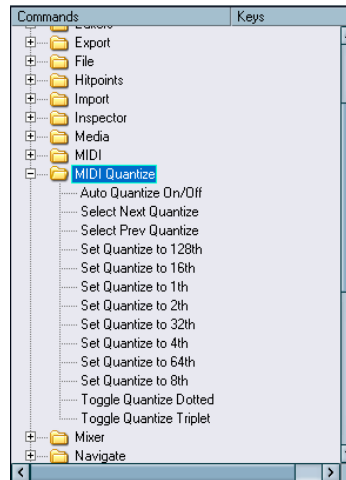 Commands Keys
Export
File
Hitpoints
Import
Inspector
Media
MIDI
MIDI Quantize
Auto Quantize On/Off
Select Next Quantize
Select Prev Quantize
Set Quantize to 128th
Set Quantize to 16th
Set Quantize to 1th
Set Quantize to 2th
Set Quantize to 32th
Set Quantize to 4th
Set Quantize to 64th
Set Quantize to 8th
Toggle Quantize Dotted
Toggle Quantize Triplet
Mixer
Navigate